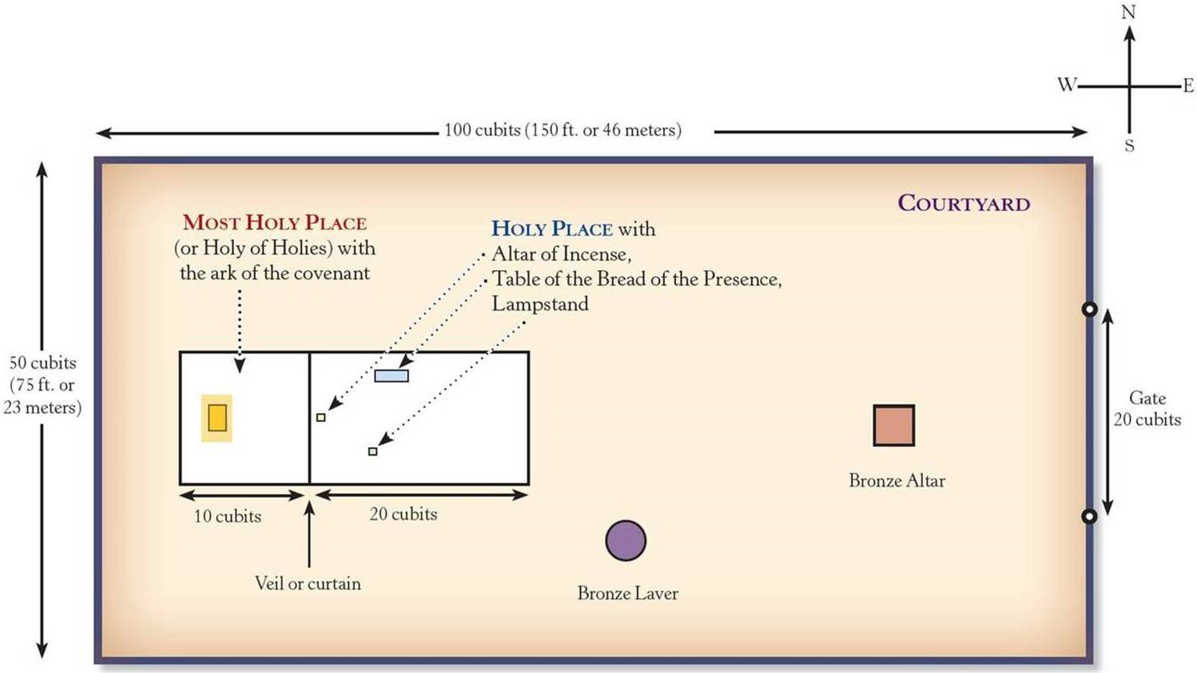 N
W
E
S
100 cubits (150 ft. or 46 meters)
COURTYARD
MOST HOLY PLACE
(or Holy of Holies) with
the ark of the covenant
HOLY PLACE with
Altar of Incense,
Table of the Bread of the Presence,
Lampstand
50 cubits
(75 ft. or
23 meters)
Gate
20 cubits
Bronze Altar
10 cubits
20 cubits
Veil or curtain
Bronze Laver